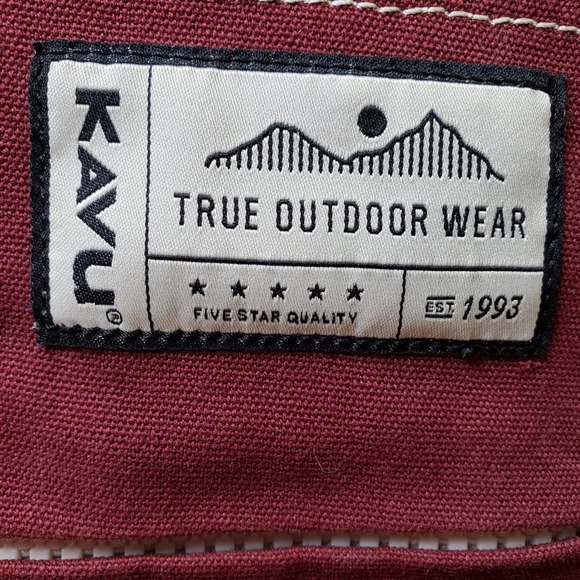 KAVU®
TRUE OUTDOOR WEAR
★ ★ ★ ★ ★
FIVE STAR QUALITY
EST. 1993